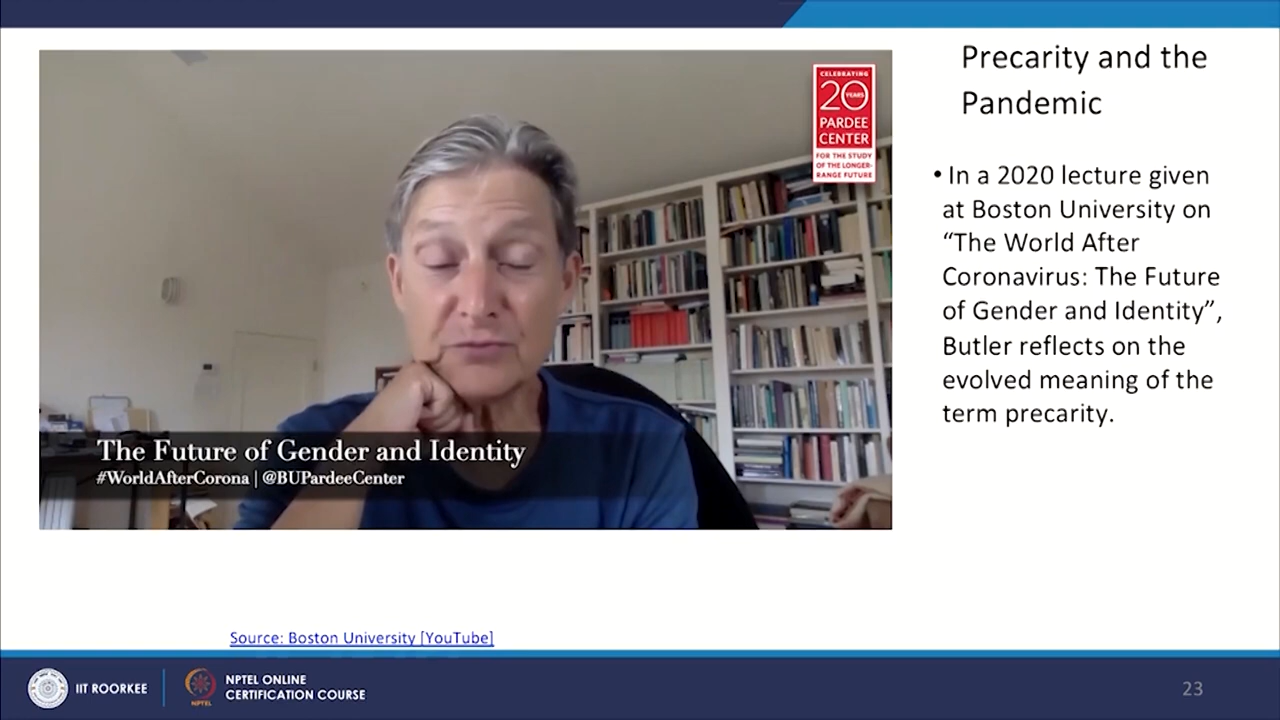 Precarity and the
Pandemic
CELEBRATING
20 YEARS
PARDEE
CENTER
FOR THE STUDY
OF THE LONGER-
RANGE FUTURE
• In a 2020 lecture given
at Boston University on
“The World After
Coronavirus: The Future
of Gender and Identity”,
Butler reflects on the
evolved meaning of the
term precarity.
The Future of Gender and Identity
#WorldAfterCorona | @BUPardeeCenter
Source: Boston University [YouTube]
IIT ROORKEE
NPTEL
NPTEL ONLINE
CERTIFICATION COURSE
23